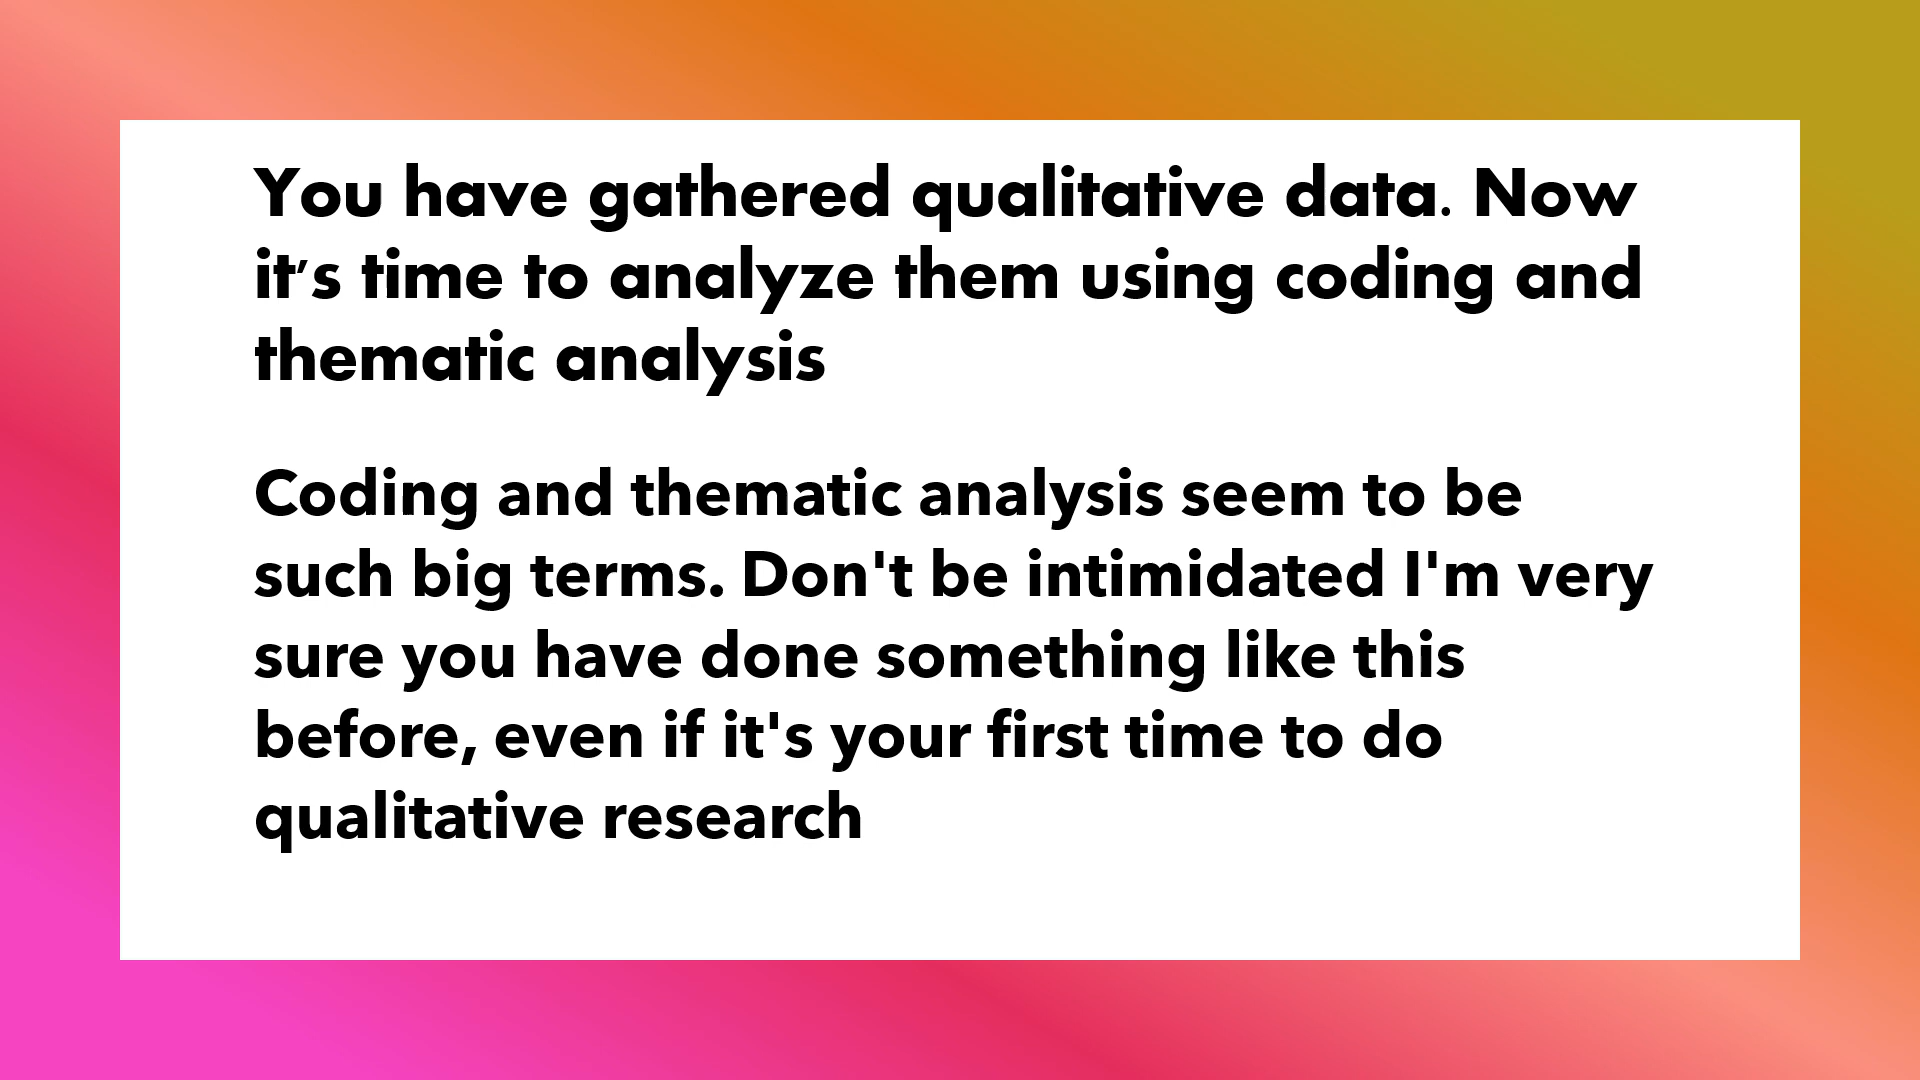 You have gathered qualitative data. Now
it's time to analyze them using coding and
thematic analysis
Coding and thematic analysis seem to be
such big terms. Don't be intimidated I'm very
sure you have done something like this
before, even if it's your first time to do
qualitative research